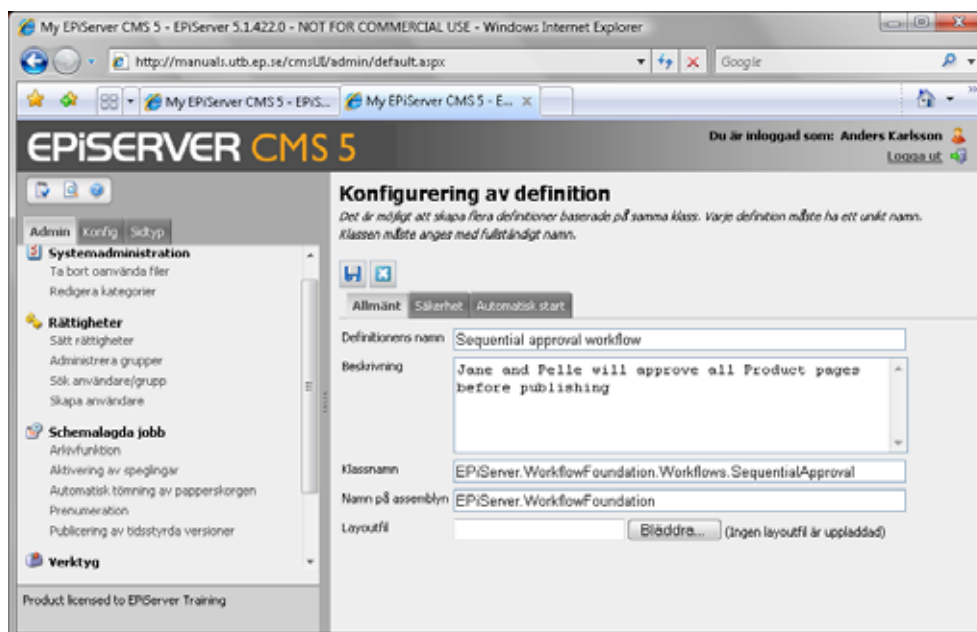 My EPiServer CMS 5 - EPiServer 5.1.422.0 - NOT FOR COMMERCIAL USE - Windows Internet Explorer
http://manuals.utb.ep.se/cmsUI/admin/default.aspx
Google
My EPiServer CMS 5 - EPiS...
My EPiServer CMS 5 - E...
EPiSERVER CMS 5
Du är inloggad som: Anders Karlsson
Logga ut
Admin Konfig Sidtyp
Systemadministration
Ta bort oanvända filer
Redigera kategorier
Rättigheter
Sätt rättigheter
Administrera grupper
Sök användare/grupp
Skapa användare
Schemalagda jobb
Arkivfunktion
Aktivering av speglingar
Automatisk tömning av papperskorgen
Prenumeration
Publicering av tidsstyrda versioner
Verktyg
Product licensed to EPiServer Training
Konfigurering av definition
Det är möjligt att skapa flera definitioner baserade på samma klass. Varje definition måste ha ett unikt namn.
Klassen måste anges med fullständigt namn.
Allmänt Säkerhet Automatisk start
Definitionens namn Sequential approval workflow
Beskrivning Jane and Pelle will approve all Product pages
before publishing
Klassnamn EPiServer.WorkflowFoundation.Workflows.SequentialApproval
Namn på assemblyn EPiServer.WorkflowFoundation
Layoutfil Bläddra... (Ingen layoutfil är uppladdad)